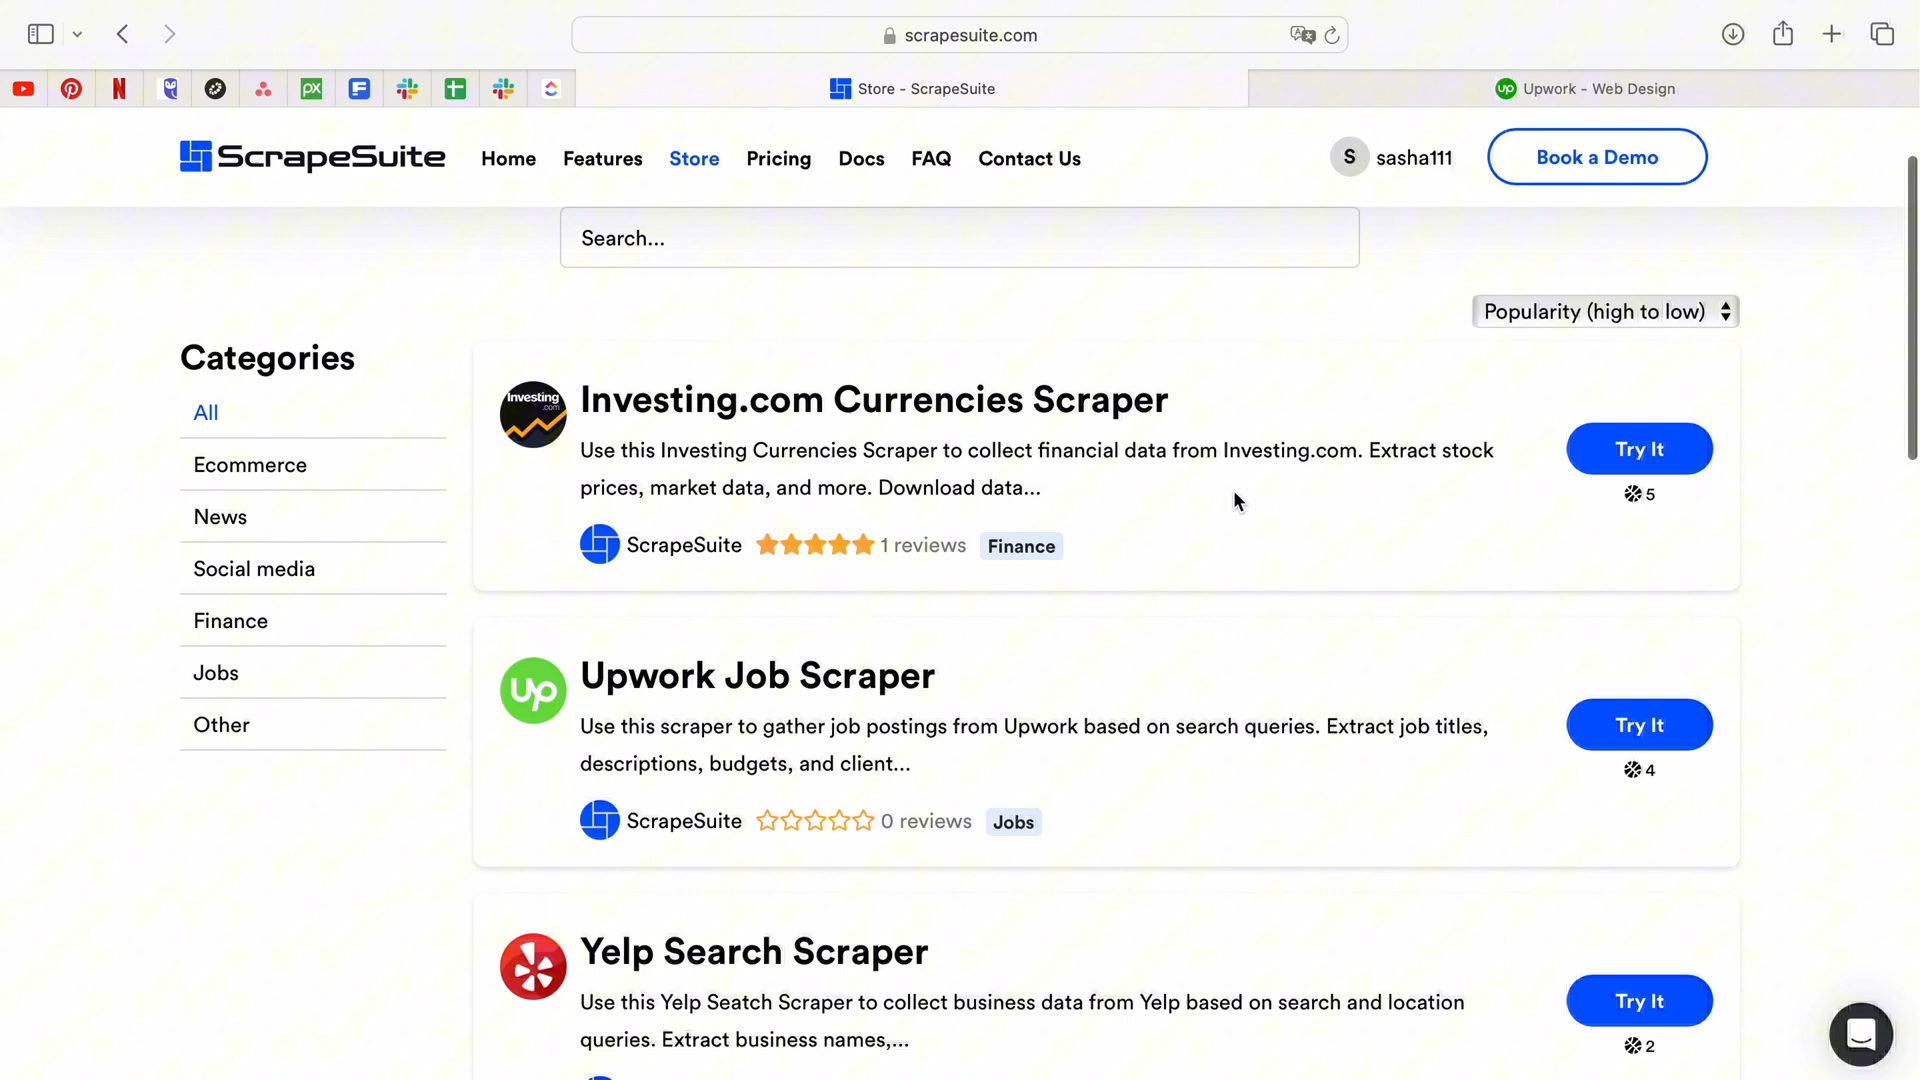 scrapesuite.com
N
px
F
Store - ScrapeSuite
up
Upwork - Web Design
ScrapeSuite
Home
Features
Store
Pricing
Docs
FAQ
Contact Us
S
sasha111
Book a Demo
Search...
Popularity (high to low)
Categories
All
Ecommerce
News
Social media
Finance
Jobs
Other
Investing.com
Investing.com Currencies Scraper
Use this Investing Currencies Scraper to collect financial data from Investing.com. Extract stock
prices, market data, and more. Download data...
Try It
5
ScrapeSuite
1 reviews
Finance
Up
Upwork Job Scraper
Use this scraper to gather job postings from Upwork based on search queries. Extract job titles,
descriptions, budgets, and client...
Try It
4
ScrapeSuite
0 reviews
Jobs
Yelp Search Scraper
Use this Yelp Seatch Scraper to collect business data from Yelp based on search and location
queries. Extract business names,...
Try It
2